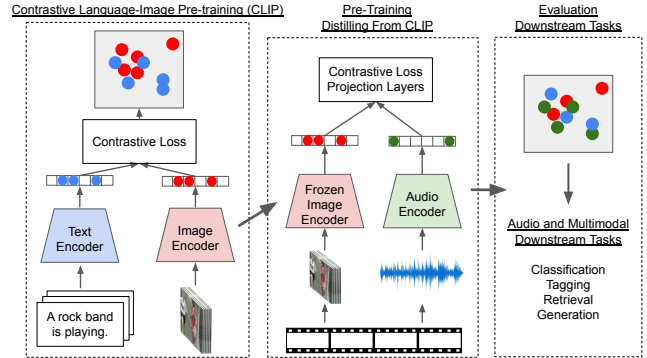 Contrastive Language-Image Pre-training (CLIP)
Contrastive Loss
Text
Encoder
Image
Encoder
A rock band
is playing.
Pre-Training
Distilling From CLIP
Contrastive Loss
Projection Layers
Frozen
Image
Encoder
Audio
Encoder
Evaluation
Downstream Tasks
Audio and Multimodal
Downstream Tasks
Classification
Tagging
Retrieval
Generation